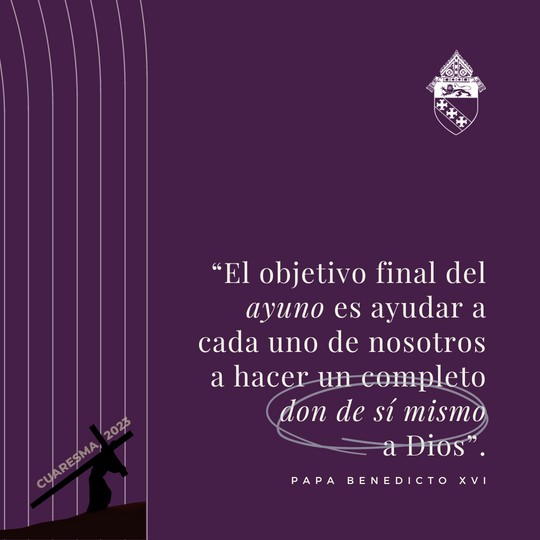 “El objetivo final del
ayuno es ayudar a
cada uno de nosotros
a hacer un completo
don de sí mismo
a Dios”.
PAPA BENEDICTO XVI
CUARESMA 2023